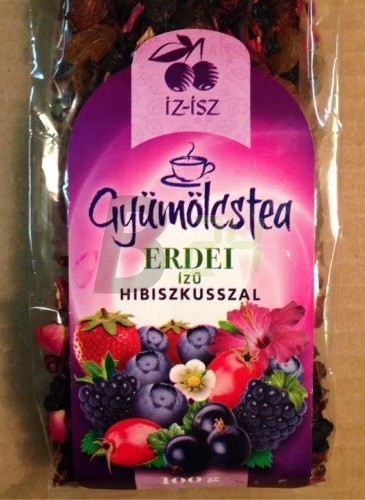 ÍZ-ISZ
Gyümölcstea
ERDEI
ÍZŰ
HIBISZKUSSZAL
100 g